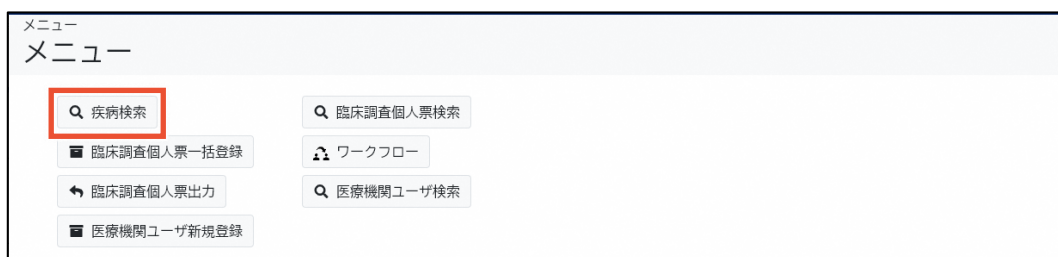 メニュー
メニュー
疾病検索
臨床調査個人票検索
臨床調査個人票一括登録
ワークフロー
臨床調査個人票出力
医療機関ユーザ検索
医療機関ユーザ新規登録